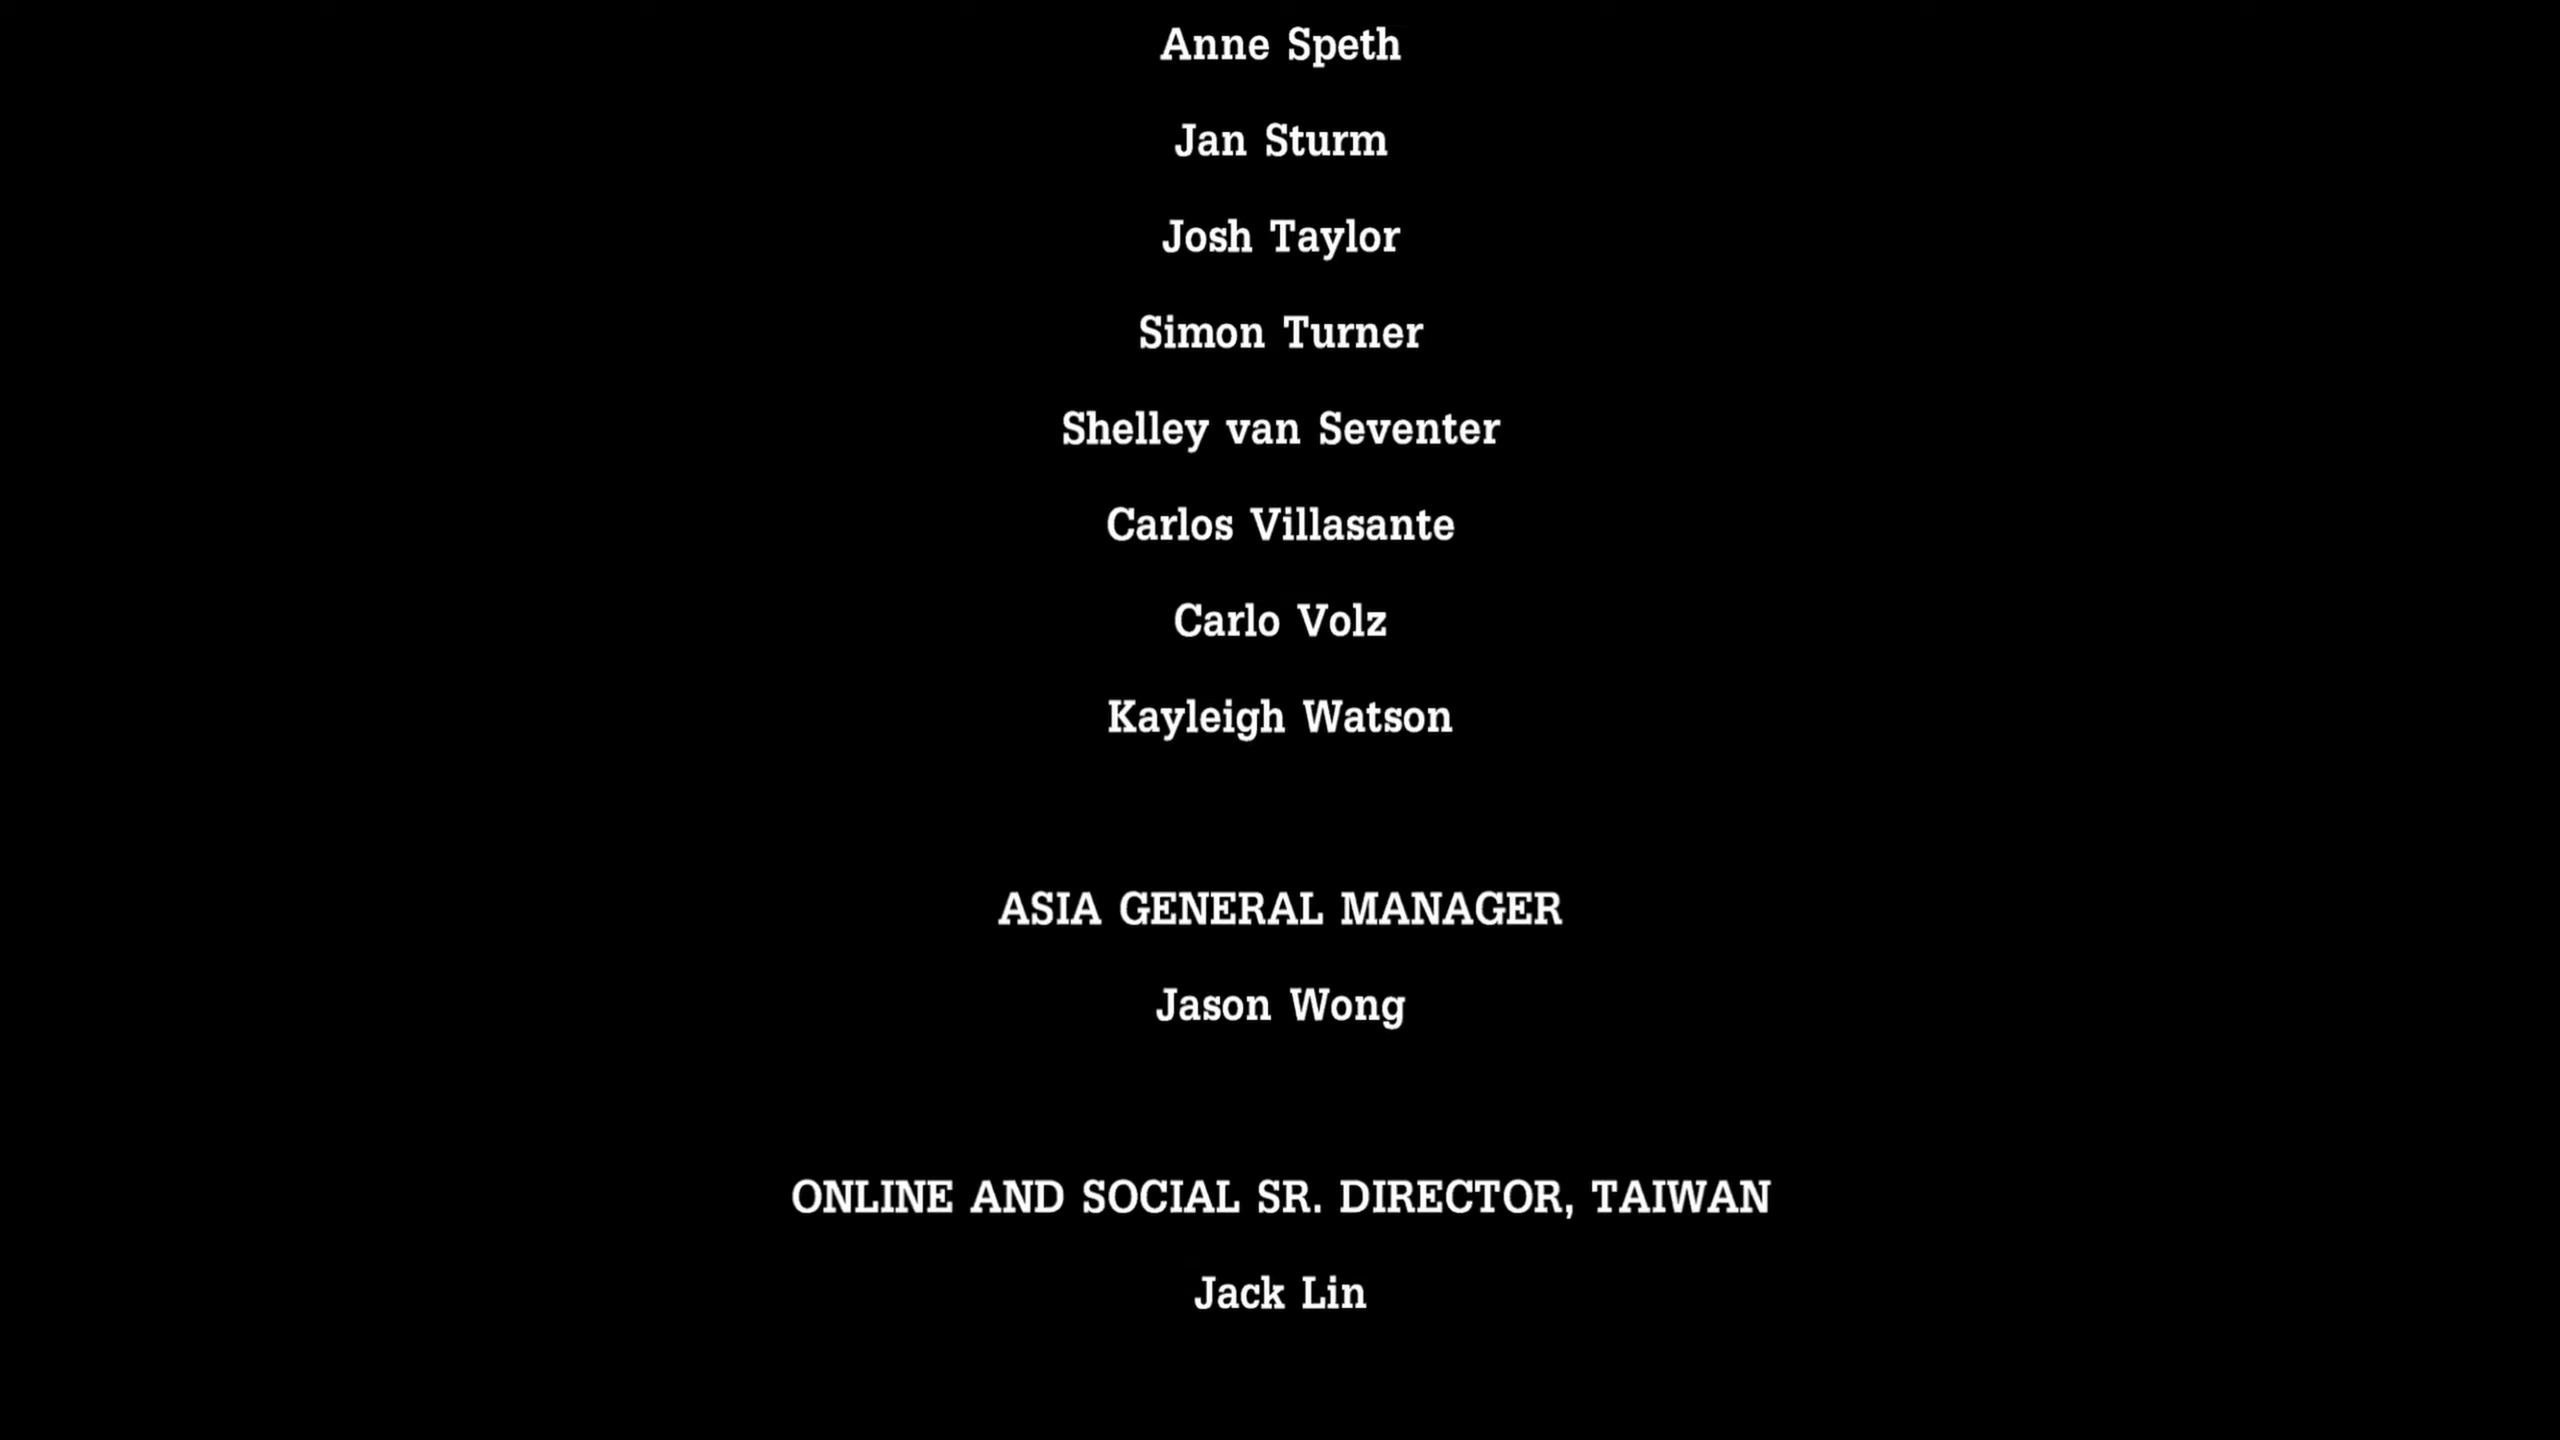 Anne Speth
Jan Sturm
Josh Taylor
Simon Turner
Shelley van Seventer
Carlos Villasante
Carlo Volz
Kayleigh Watson
ASIA GENERAL MANAGER
Jason Wong
ONLINE AND SOCIAL SR. DIRECTOR, TAIWAN
Jack Lin